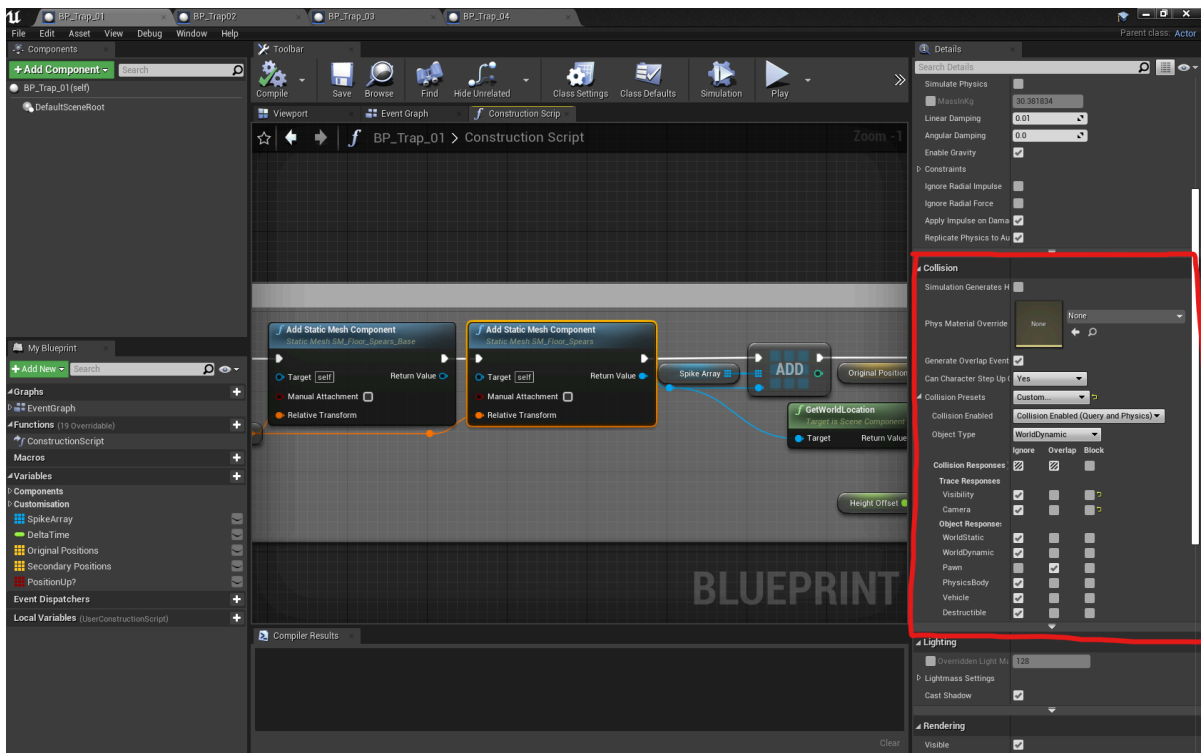 BP_Trap_01
BP_Trap02
BP_Trap_03
BP_Trap_04
File Edit Asset View Debug Window Help
Parent class: Actor
Components
+Add Component
Search
BP_Trap_01(self)
DefaultSceneRoot
My Blueprint
+Add New
Search
Graphs
EventGraph
Functions (19 Overridable)
ConstructionScript
Macros
Variables
Components
Customisation
SpikeArray
DeltaTime
Original Positions
Secondary Positions
PositionUp?
Event Dispatchers
Local Variables (UserConstructionScript)
Toolbar
Compile Save Browse Find Hide Unrelated Class Settings Class Defaults Simulation Play
Viewport
Event Graph
Construction Scrip
BP_Trap_01 > Construction Script
Zoom -1
Add Static Mesh Component
Static Mesh SM_Floor_Spears_Base
Target self Return Value
Manual Attachment
Relative Transform
Add Static Mesh Component
Static Mesh SM_Floor_Spears
Target self Return Value
Manual Attachment
Relative Transform
Spike Array
ADD
Original Position
GetWorldLocation
Target is Scene Component
Target Return Value
Height Offset
BLUEPRINT
Compiler Results
Clear
Details
Search Details
Simulate Physics
MassInKg 30.381834
Linear Damping 0.01
Angular Damping 0.0
Enable Gravity
Constraints
Ignore Radial Impulse
Ignore Radial Force
Apply Impulse on Dama
Replicate Physics to Au
Collision
Simulation Generates H
Phys Material Override None None
Generate Overlap Event
Can Character Step Up ( Yes
Collision Presets Custom...
Collision Enabled Collision Enabled (Query and Physics)
Object Type WorldDynamic
Ignore Overlap Block
Collision Responses
Trace Responses
Visibility
Camera
Object Response:
WorldStatic
WorldDynamic
Pawn
PhysicsBody
Vehicle
Destructible
Lighting
Overridden Light Ma 128
Lightmass Settings
Cast Shadow
Rendering
Visible